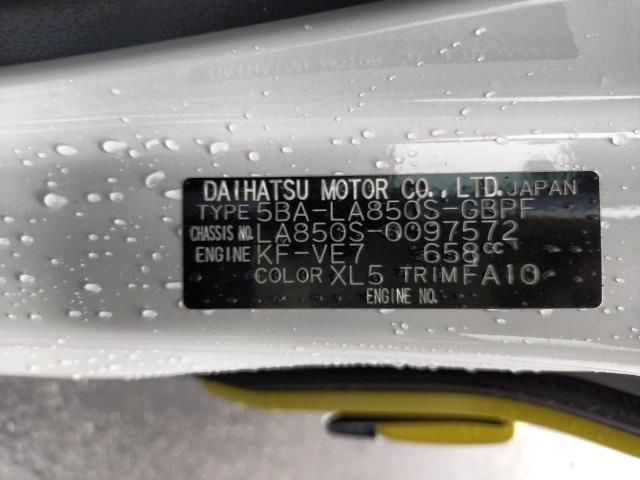 DAIHATSU MOTOR CO., LTD. JAPAN
TYPE 5BA-LA850S-GBPF
CHASSIS NO. LA850S-0097572
ENGINE KF-VE7 658CC
COLOR XL5 TRIM FA10
ENGINE NO.